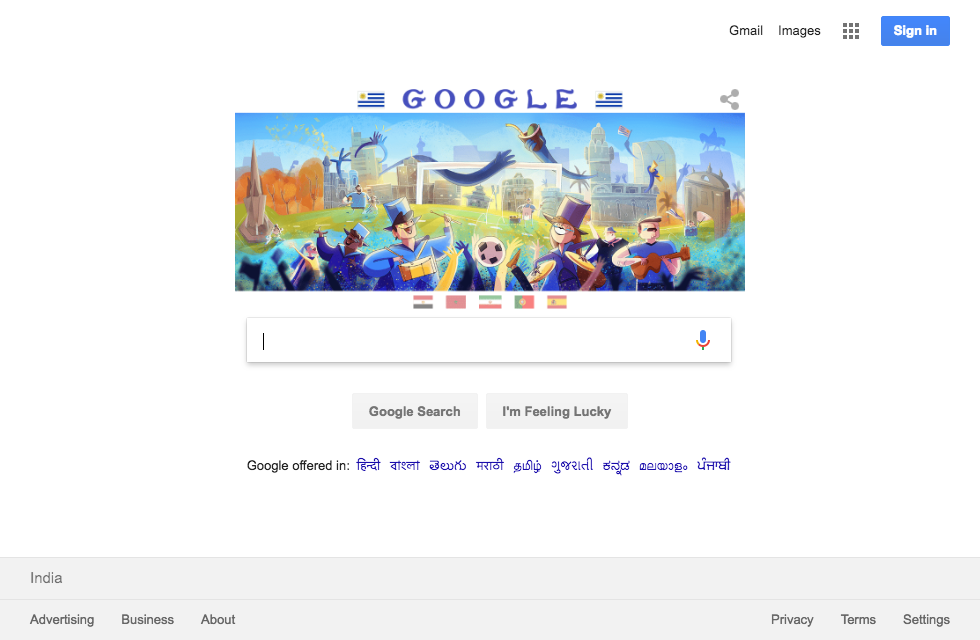 Gmail Images Sign in
GOOGLE
Google Search I'm Feeling Lucky
Google offered in: हिन्दी বাংলা తెలుగు मराठी தமிழ் ગુજરાતી ಕನ್ನಡ മലയാളം ਪੰਜਾਬੀ
India
Advertising Business About Privacy Terms Settings